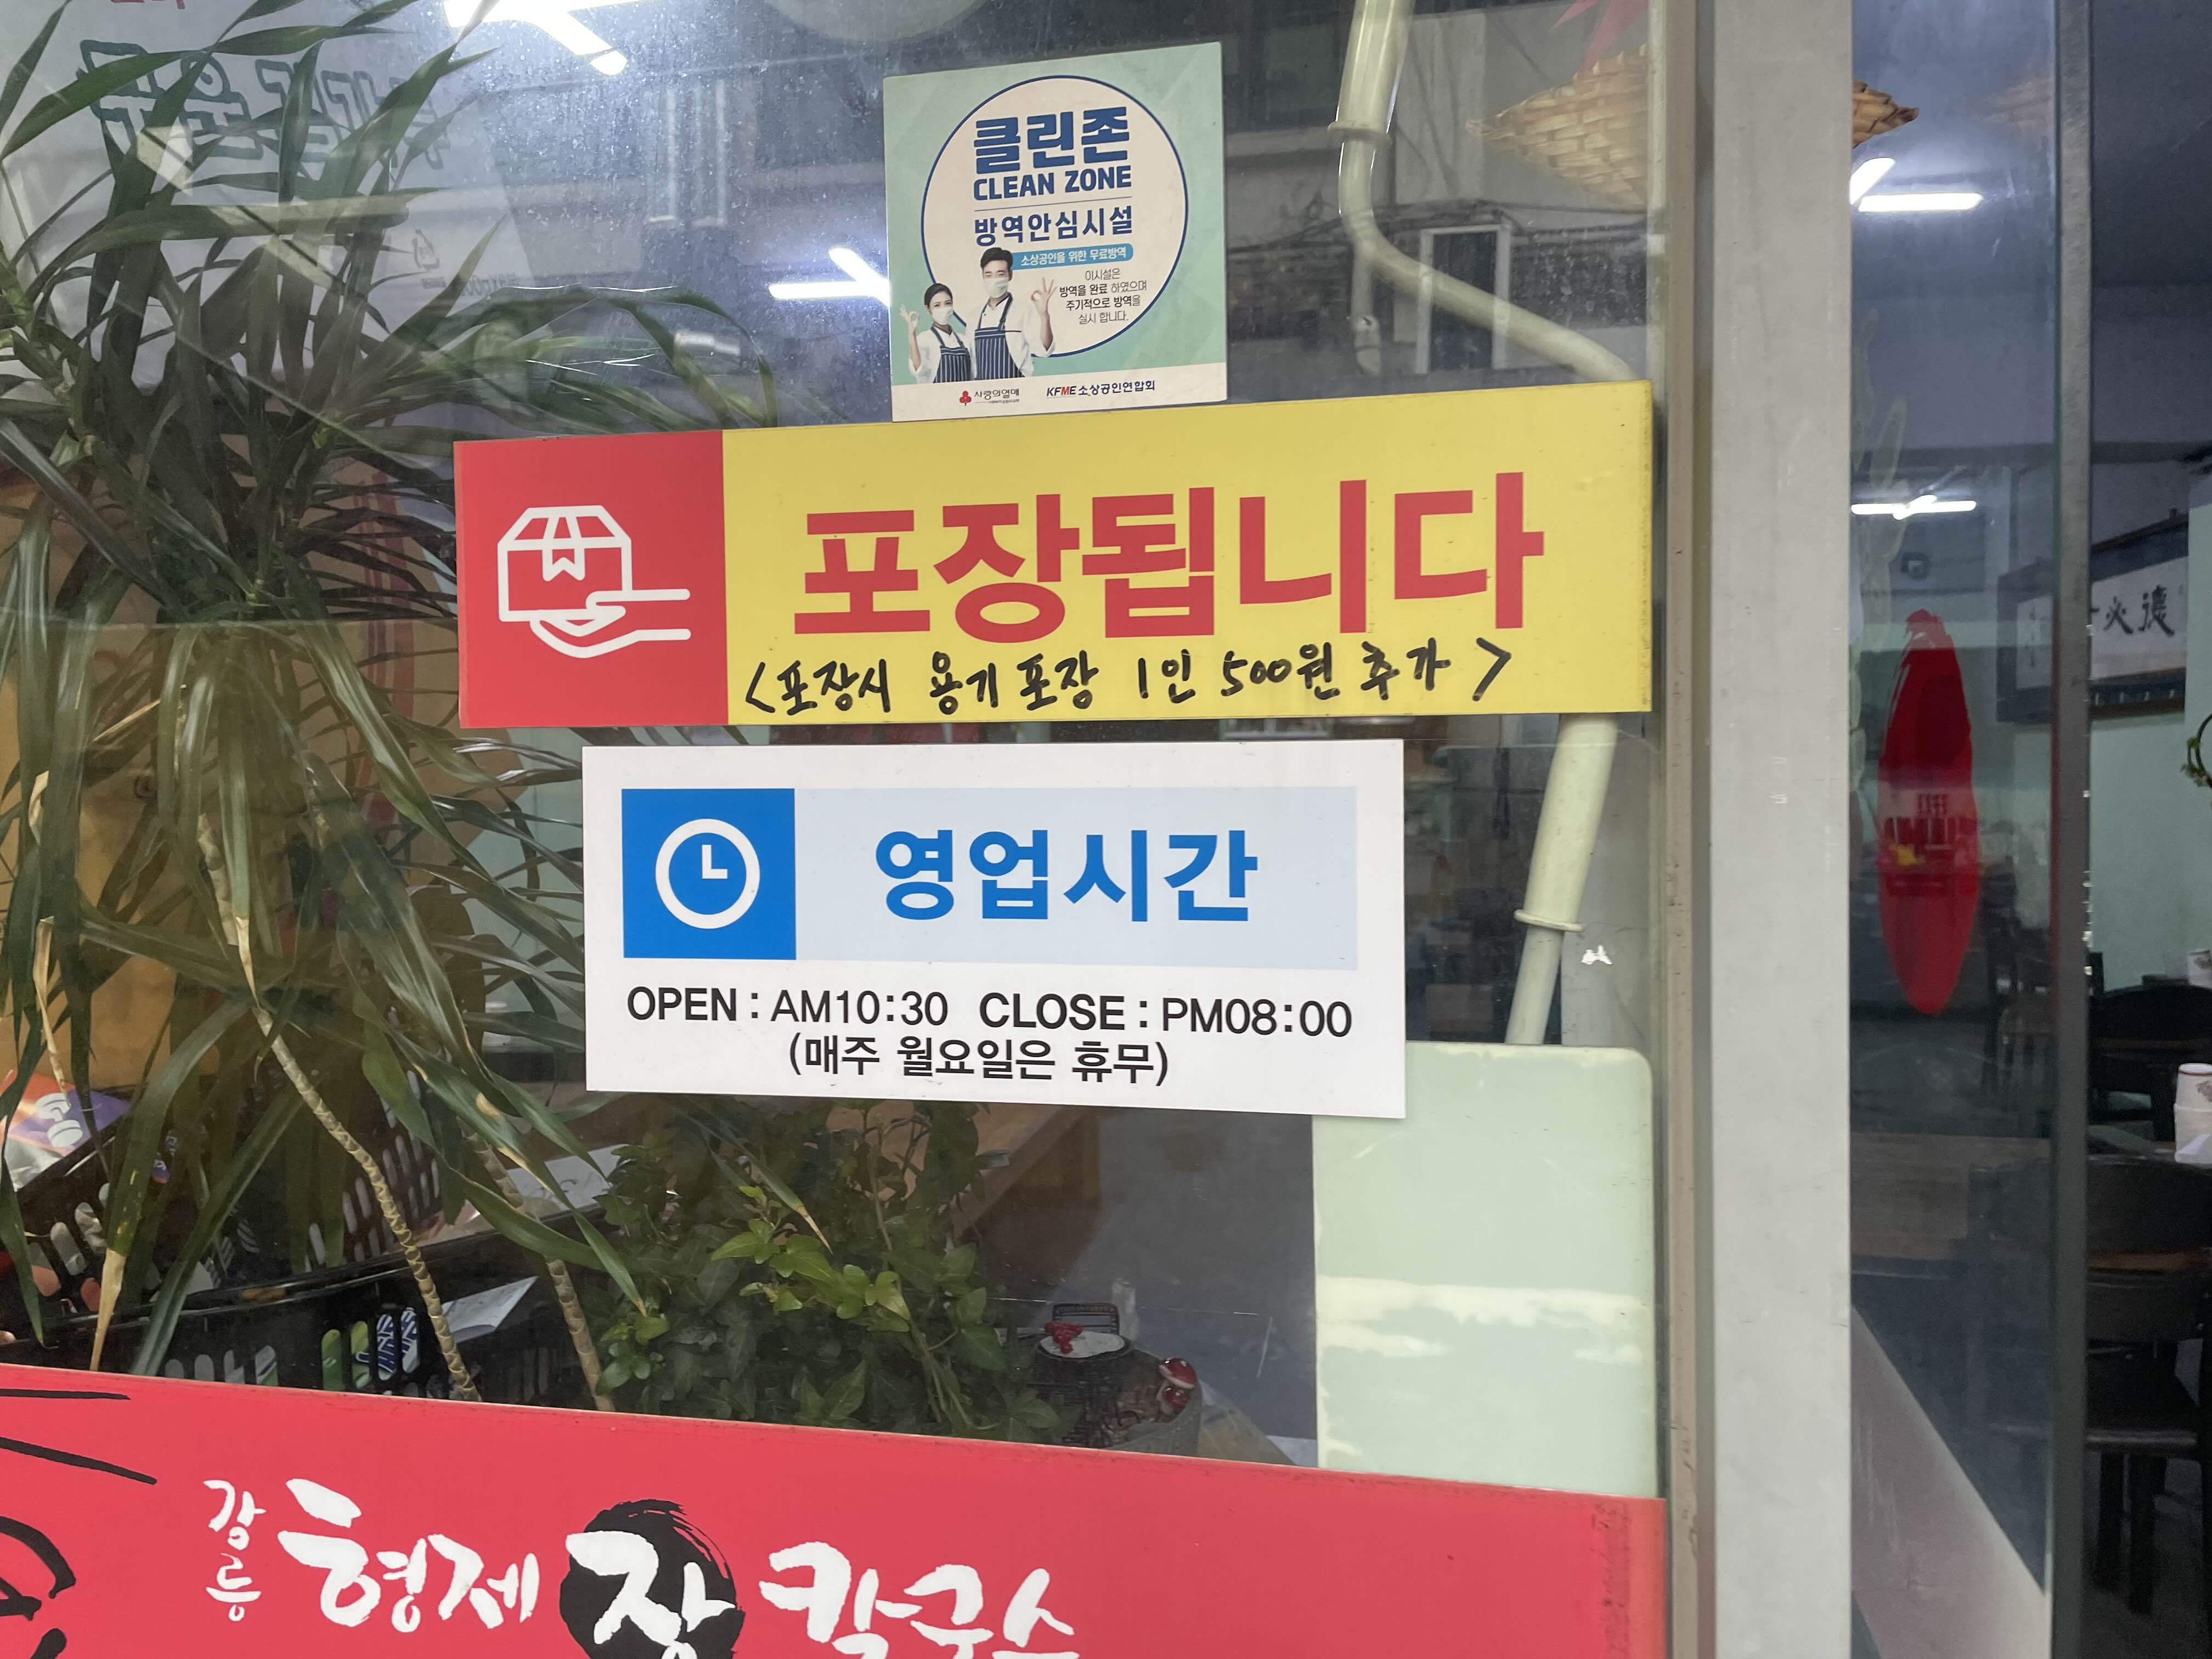 클린존
CLEAN ZONE
방역안심시설
소상공인을 위한 무료방역
이시설은
방역을 완료 하였으며
주기적으로 방역을
실시 합니다.
사랑의열매
KFME 소상공인연합회
포장됩니다
<포장시 용기포장 1인 500원 추가>
영업시간
OPEN : AM10:30 CLOSE : PM08:00
(매주 월요일은 휴무)
강릉 형제장칼국수